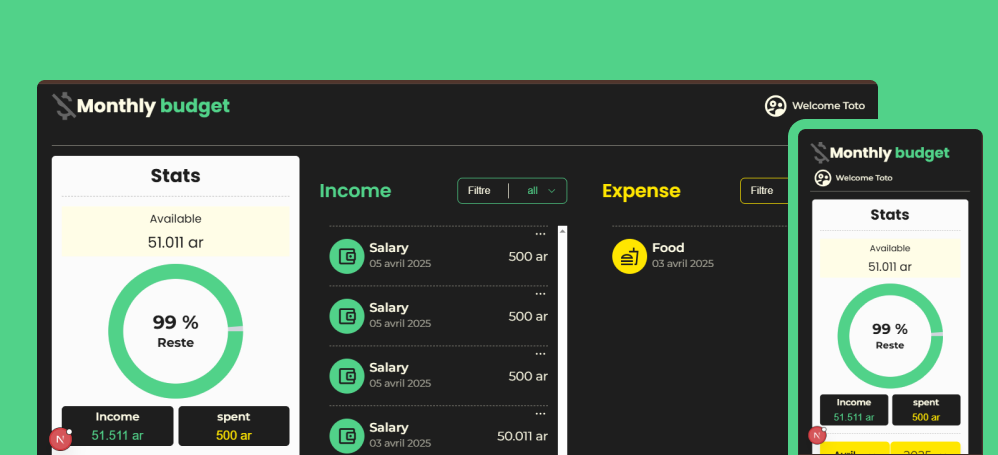 Monthly budget
Welcome Toto
Stats
Available
51.011 ar
99 %
Reste
Income
51.511 ar
spent
500 ar
N
Income
Filtre
all
...
Salary
05 avril 2025
500 ar
...
Salary
05 avril 2025
500 ar
...
Salary
05 avril 2025
500 ar
...
Salary
03 avril 2025
50.011 ar
Expense
Filtre
Food
03 avril 2025
Monthly budget
Welcome Toto
Stats
Available
51.011 ar
99 %
Reste
Income
51.511 ar
spent
500 ar
N
Avril
2025